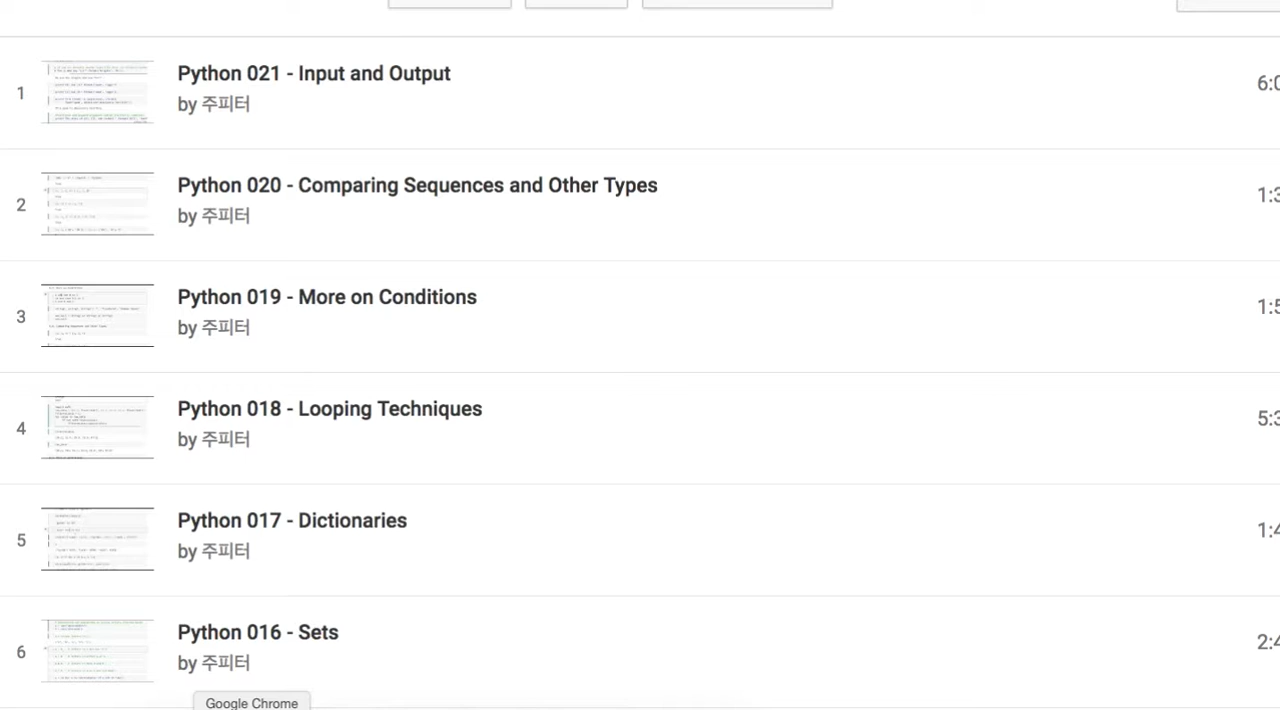 1
Python 021 - Input and Output
by 주피터
2
Python 020 - Comparing Sequences and Other Types
by 주피터
3
Python 019 - More on Conditions
by 주피터
4
Python 018 - Looping Techniques
by 주피터
5
Python 017 - Dictionaries
by 주피터
6
Python 016 - Sets
by 주피터
Google Chrome